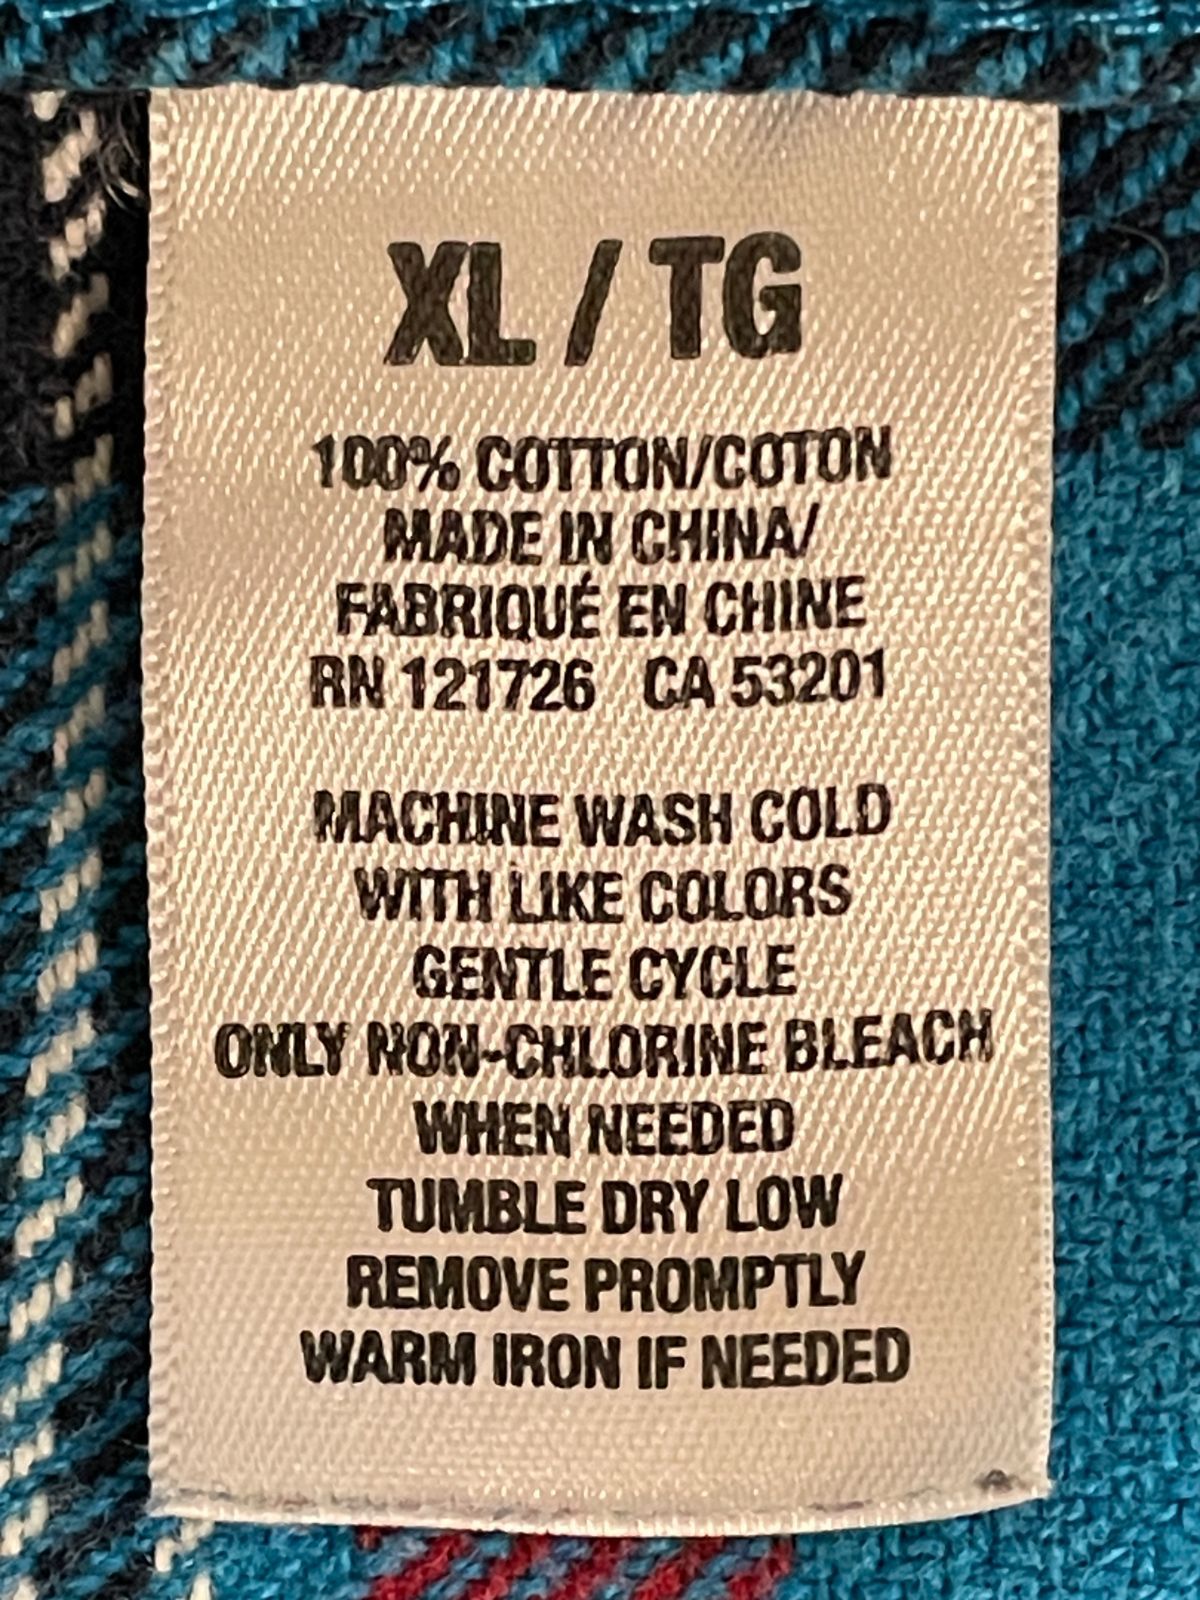 XL / TG
100% COTTON/COTON
MADE IN CHINA/
FABRIQUÉ EN CHINE
RN 121726 CA 53201
MACHINE WASH COLD
WITH LIKE COLORS
GENTLE CYCLE
ONLY NON-CHLORINE BLEACH
WHEN NEEDED
TUMBLE DRY LOW
REMOVE PROMPTLY
WARM IRON IF NEEDED